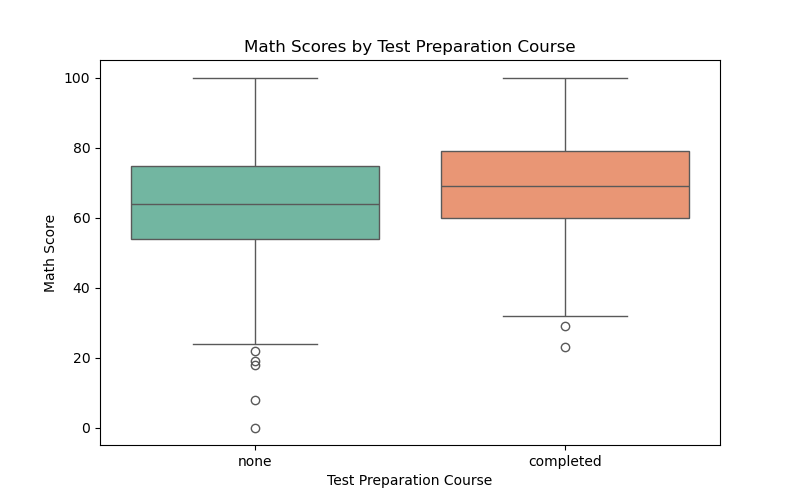 Math Scores by Test Preparation Course
Math Score
100
80
60
40
20
0
none
completed
Test Preparation Course